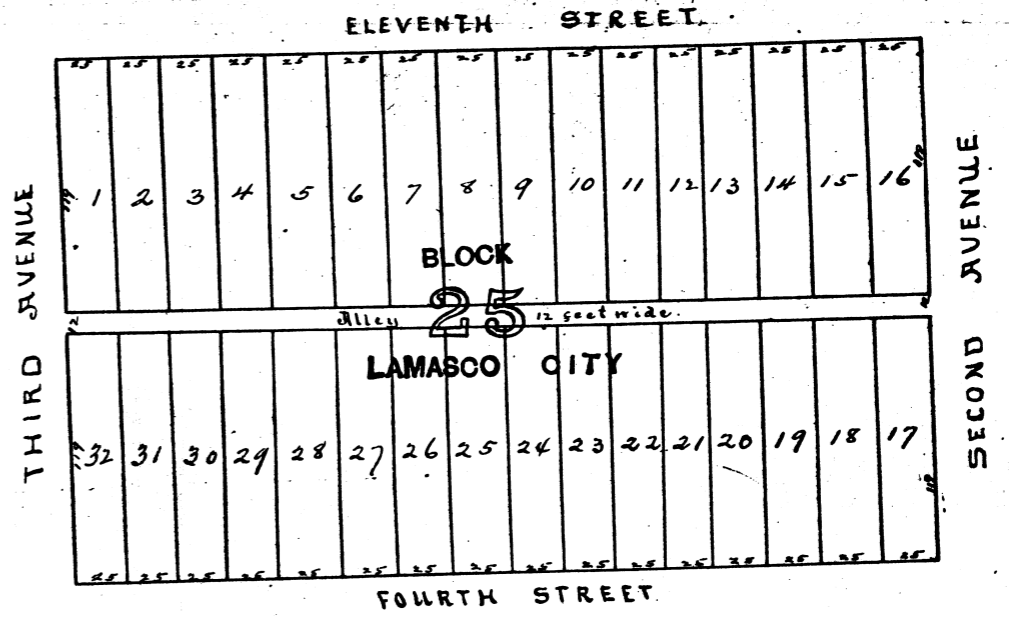 ELEVENTH STREET.
25 25 25 25 25 25 25 25 25 25 25 25 25 25 25 25
1 2 3 4 5 6 7 8 9 10 11 12 13 14 15 16
THIRD AVENUE
SECOND AVENUE
BLOCK
25
12 Alley 12 feet wide. 12
LAMASCO CITY
32 31 30 29 28 27 26 25 24 23 22 21 20 19 18 17
25 25 25 25 25 25 25 25 25 25 25 25 25 25 25 25
FOURTH STREET